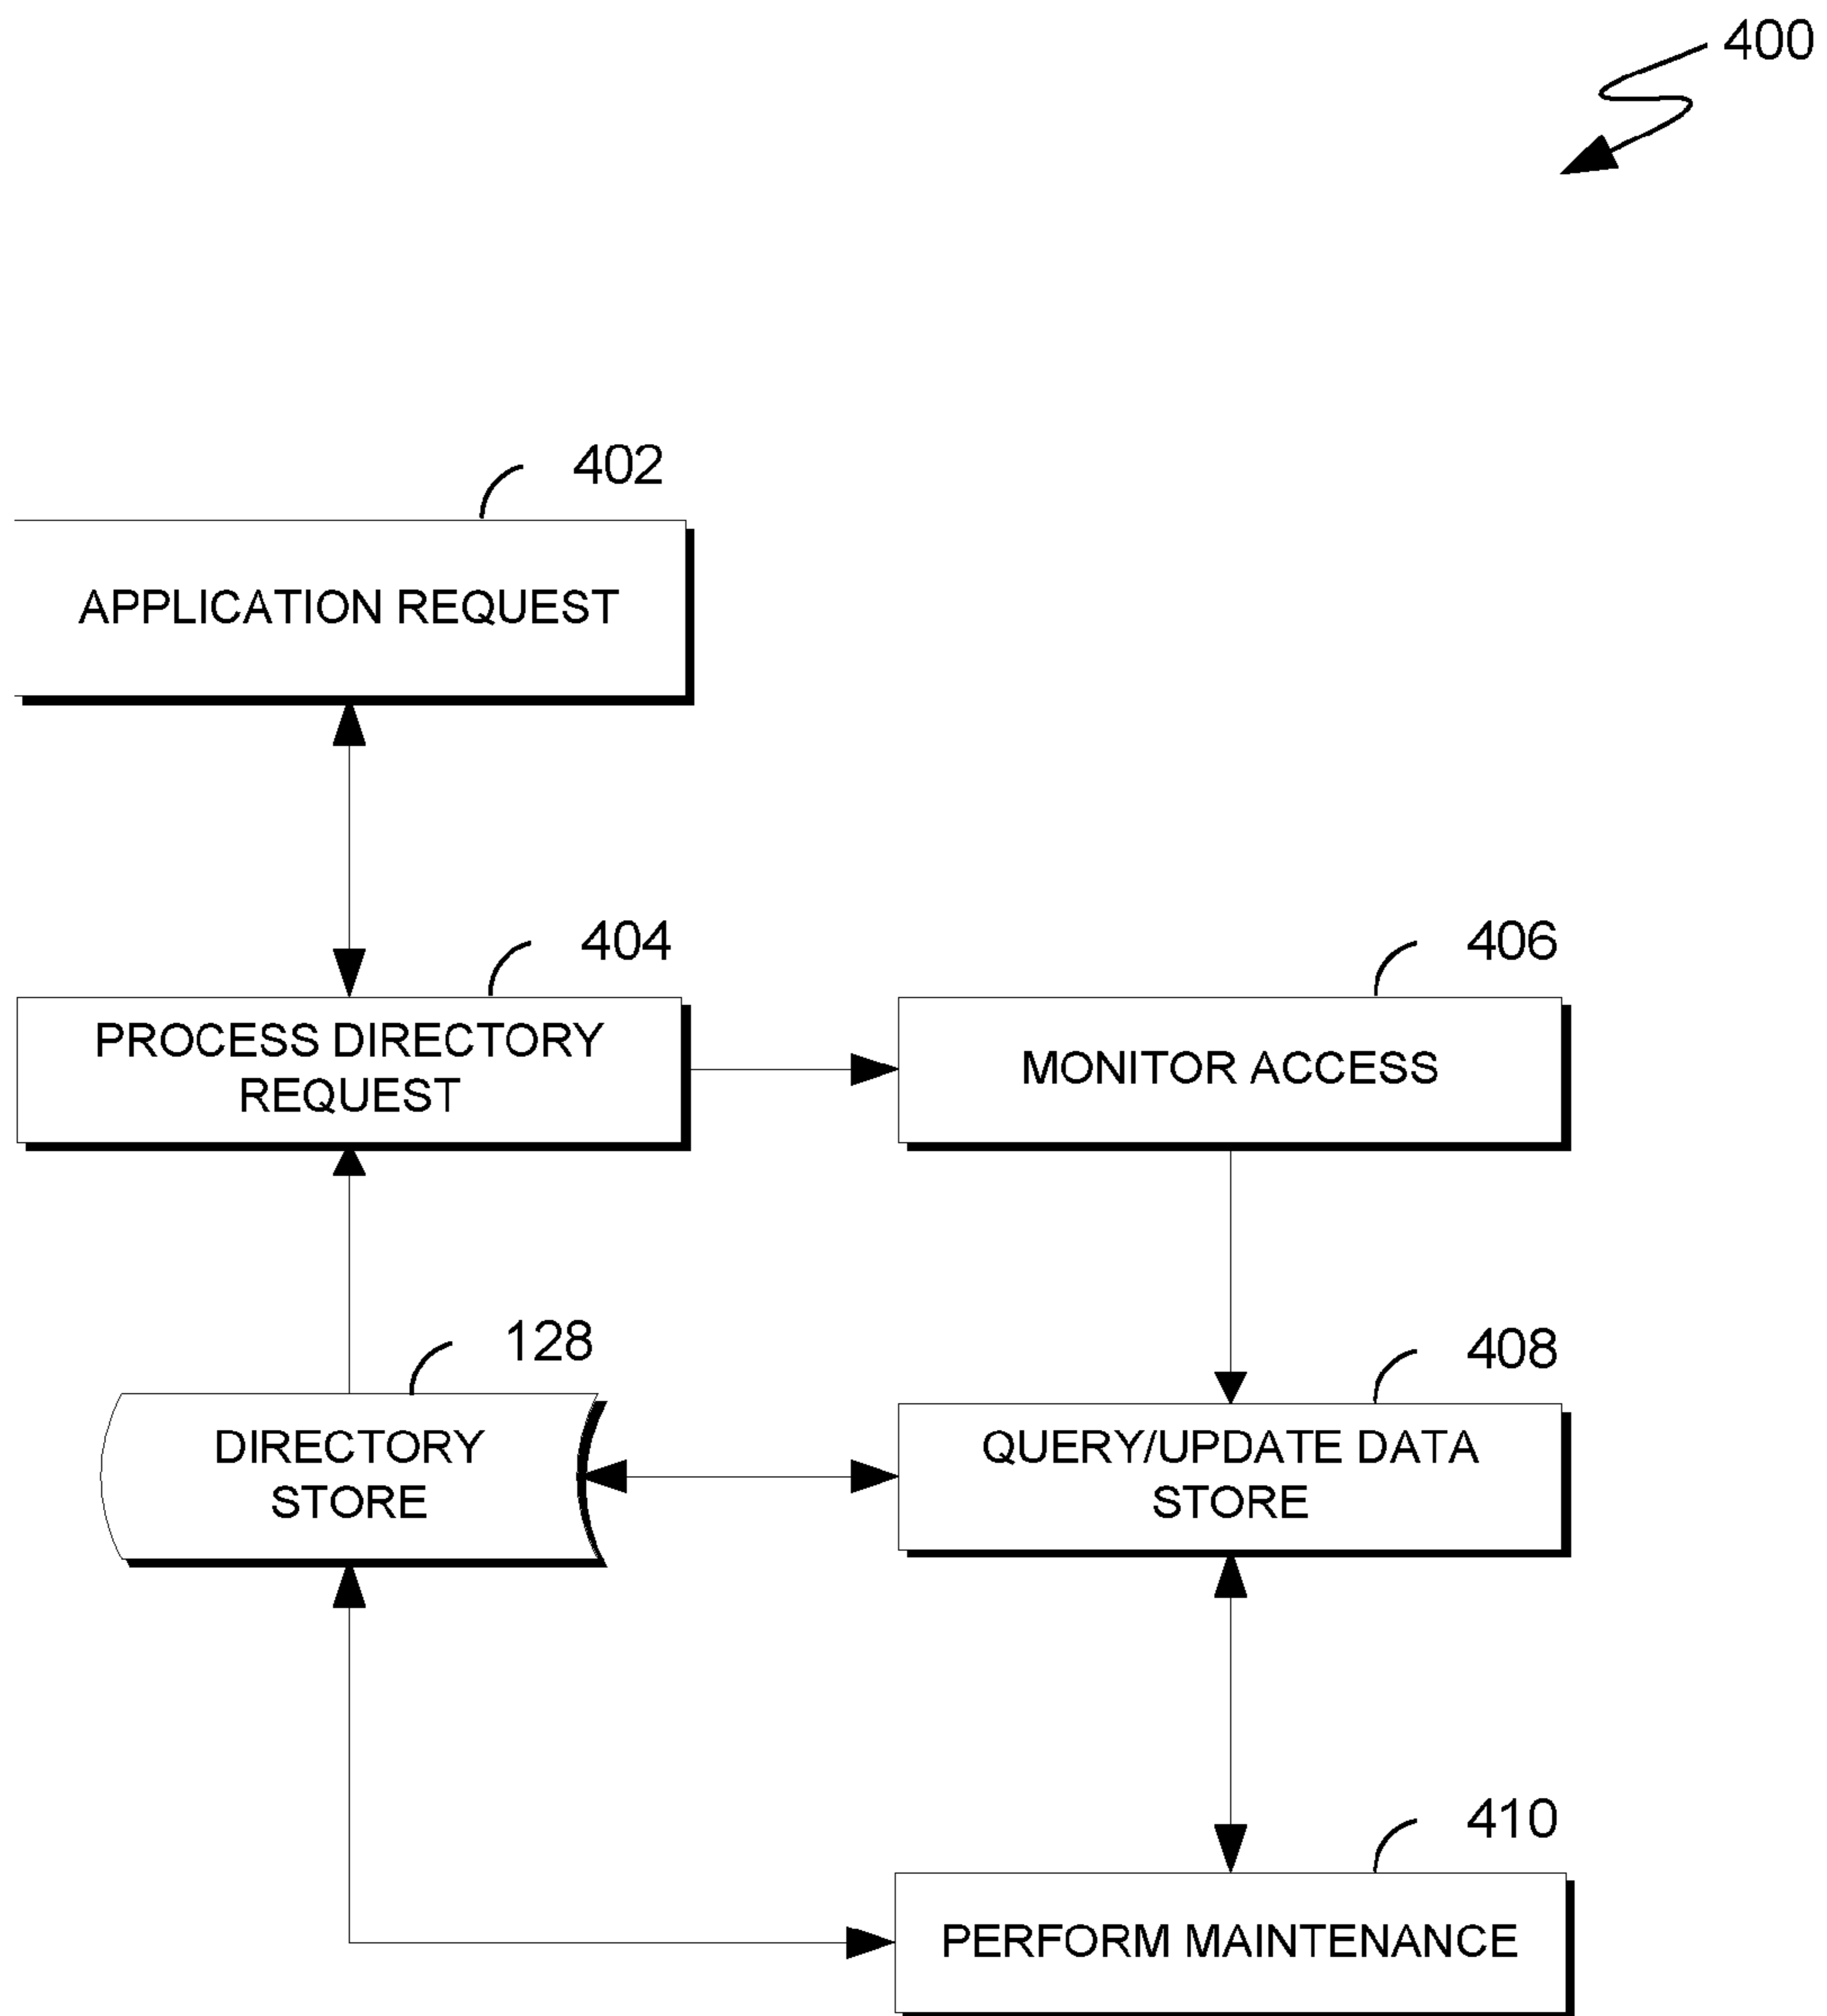 400
402
APPLICATION REQUEST
404
PROCESS DIRECTORY
REQUEST
406
MONITOR ACCESS
128
DIRECTORY
STORE
408
QUERY/UPDATE DATA
STORE
410
PERFORM MAINTENANCE